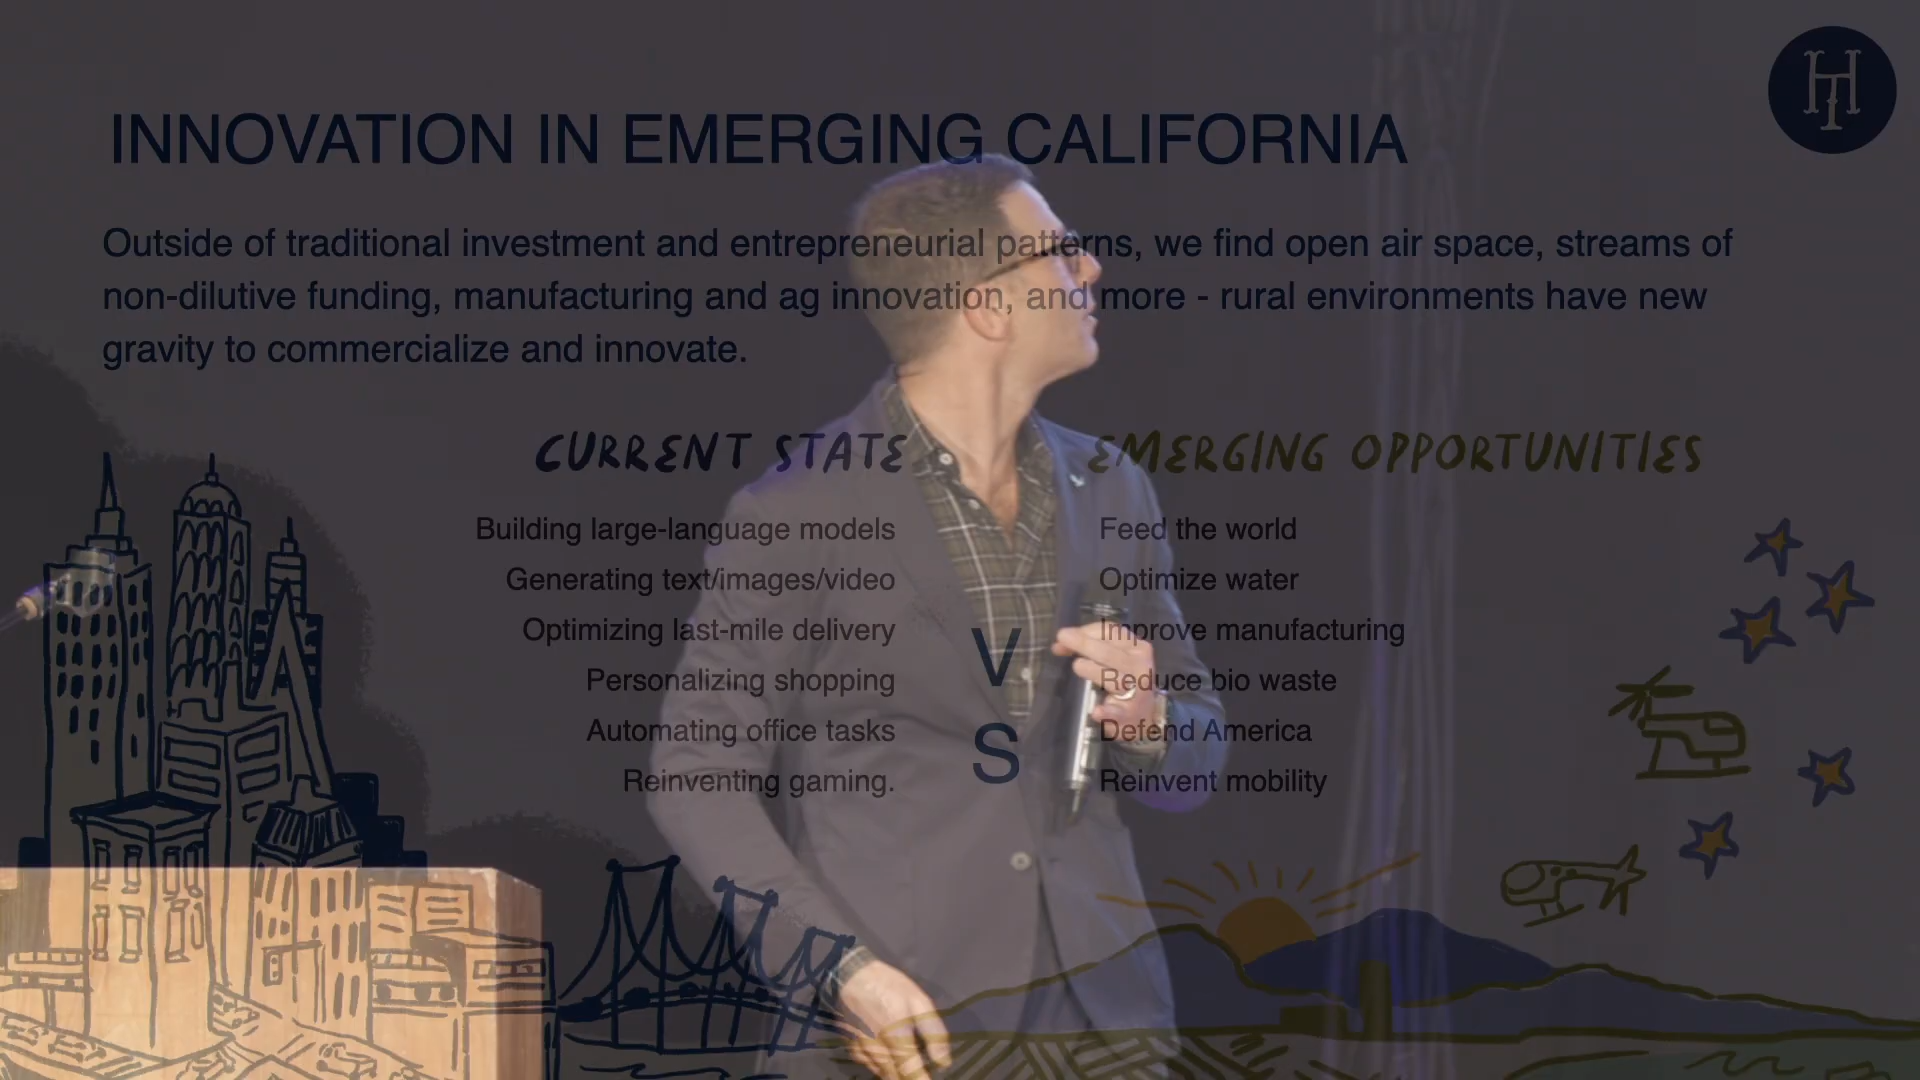 HT
INNOVATION IN EMERGING CALIFORNIA
Outside of traditional investment and entrepreneurial patterns, we find open air space, streams of
non-dilutive funding, manufacturing and ag innovation, and more - rural environments have new
gravity to commercialize and innovate.
CURRENT STATE
Building large-language models
Generating text/images/video
Optimizing last-mile delivery
Personalizing shopping
Automating office tasks
Reinventing gaming.
V
S
EMERGING OPPORTUNITIES
Feed the world
Optimize water
Improve manufacturing
Reduce bio waste
Defend America
Reinvent mobility